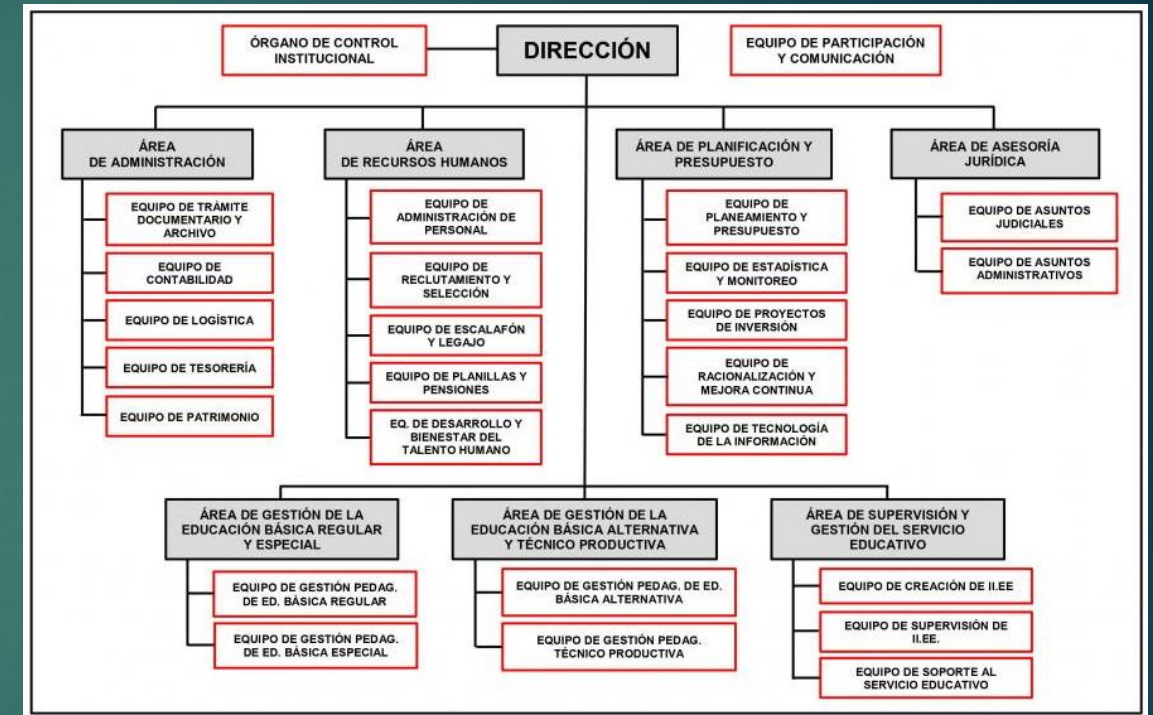 ÓRGANO DE CONTROL
INSTITUCIONAL
DIRECCIÓN
EQUIPO DE PARTICIPACIÓN
Y COMUNICACIÓN
ÁREA
DE ADMINISTRACIÓN
EQUIPO DE TRÁMITE
DOCUMENTARIO Y
ARCHIVO
EQUIPO DE
CONTABILIDAD
EQUIPO DE LOGÍSTICA
EQUIPO DE TESORERÍA
EQUIPO DE PATRIMONIO
ÁREA
DE RECURSOS HUMANOS
EQUIPO DE
ADMINISTRACIÓN DE
PERSONAL
EQUIPO DE
RECLUTAMIENTO Y
SELECCIÓN
EQUIPO DE ESCALAFÓN
Y LEGAJO
EQUIPO DE PLANILLAS Y
PENSIONES
EQ. DE DESARROLLO Y
BIENESTAR DEL
TALENTO HUMANO
ÁREA DE PLANIFICACIÓN Y
PRESUPUESTO
EQUIPO DE
PLANEAMIENTO Y
PRESUPUESTO
EQUIPO DE ESTADÍSTICA
Y MONITOREO
EQUIPO DE PROYECTOS
DE INVERSIÓN
EQUIPO DE
RACIONALIZACIÓN Y
MEJORA CONTINUA
EQUIPO DE TECNOLOGÍA
DE LA INFORMACIÓN
ÁREA DE ASESORÍA
JURÍDICA
EQUIPO DE ASUNTOS
JUDICIALES
EQUIPO DE ASUNTOS
ADMINISTRATIVOS
ÁREA DE GESTIÓN DE LA
EDUCACIÓN BÁSICA REGULAR
Y ESPECIAL
EQUIPO DE GESTIÓN PEDAG.
DE ED. BÁSICA REGULAR
EQUIPO DE GESTIÓN PEDAG.
DE ED. BÁSICA ESPECIAL
ÁREA DE GESTIÓN DE LA
EDUCACIÓN BÁSICA ALTERNATIVA
Y TÉCNICO PRODUCTIVA
EQUIPO DE GESTIÓN PEDAG. DE ED.
BÁSICA ALTERNATIVA
EQUIPO DE GESTIÓN PEDAG.
TÉCNICO PRODUCTIVA
ÁREA DE SUPERVISIÓN Y
GESTIÓN DEL SERVICIO
EDUCATIVO
EQUIPO DE CREACIÓN DE II.EE
EQUIPO DE SUPERVISIÓN DE
II.EE.
EQUIPO DE SOPORTE AL
SERVICIO EDUCATIVO